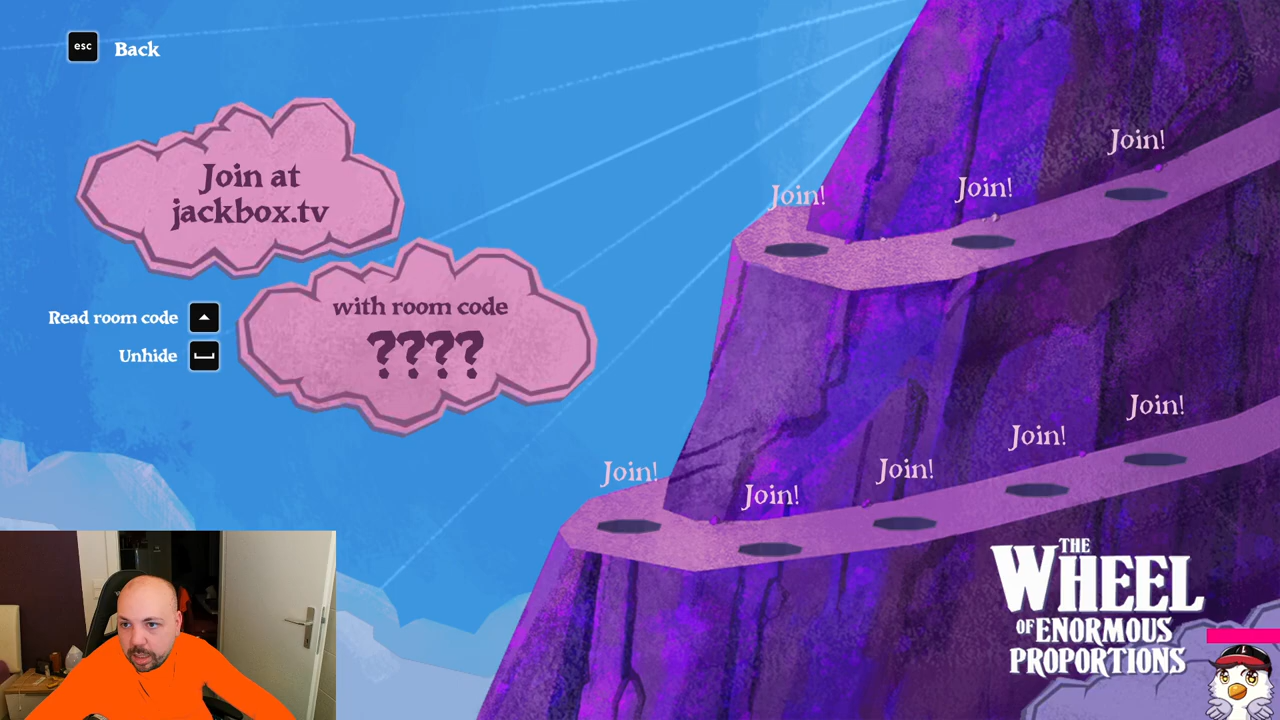 esc Back
Join at
jackbox.tv
with room code
????
Read room code
Unhide
Join!
Join!
Join!
Join!
Join!
Join!
Join!
Join!
THE
WHEEL
OF ENORMOUS
PROPORTIONS